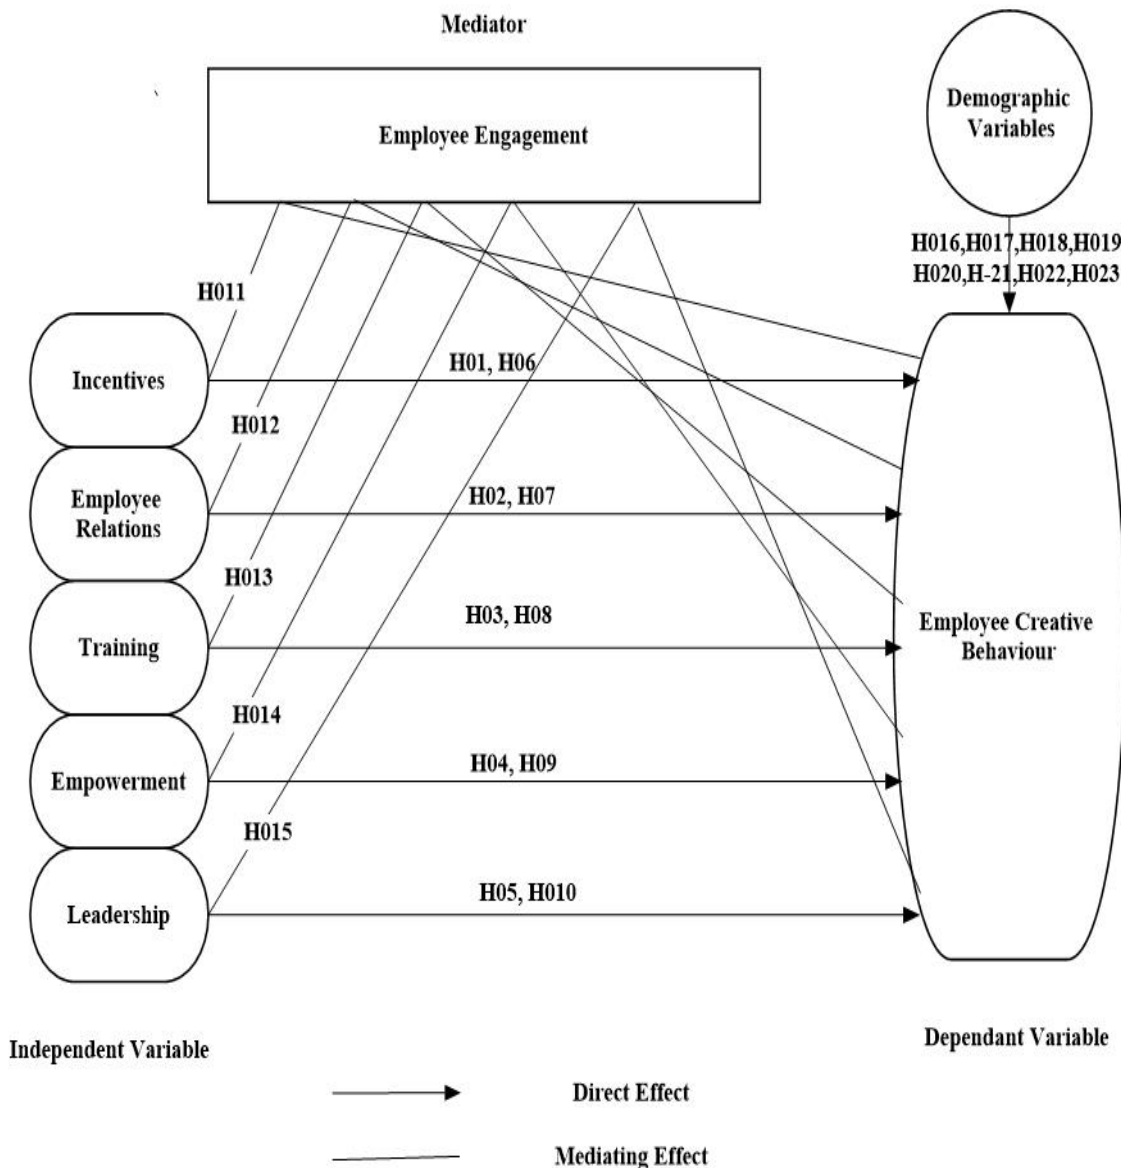 Mediator
Employee Engagement
Demographic
Variables
H016,H017,H018,H019
H020,H-21,H022,H023
H011
Incentives
H01, H06
H012
Employee
Relations
H02, H07
H013
Training
H03, H08
Employee Creative
Behaviour
H014
Empowerment
H04, H09
H015
Leadership
H05, H010
Independent Variable
Dependant Variable
Direct Effect
Mediating Effect